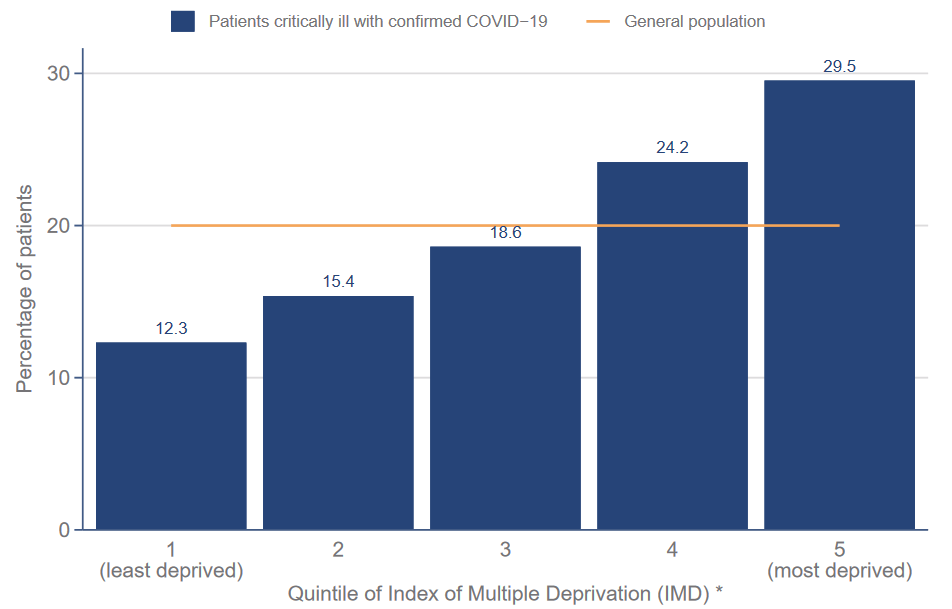 Patients critically ill with confirmed COVID−19 General population
Percentage of patients
30
20
10
0
12.3
15.4
18.6
24.2
29.5
1 2 3 4 5
(least deprived) (most deprived)
Quintile of Index of Multiple Deprivation (IMD) *